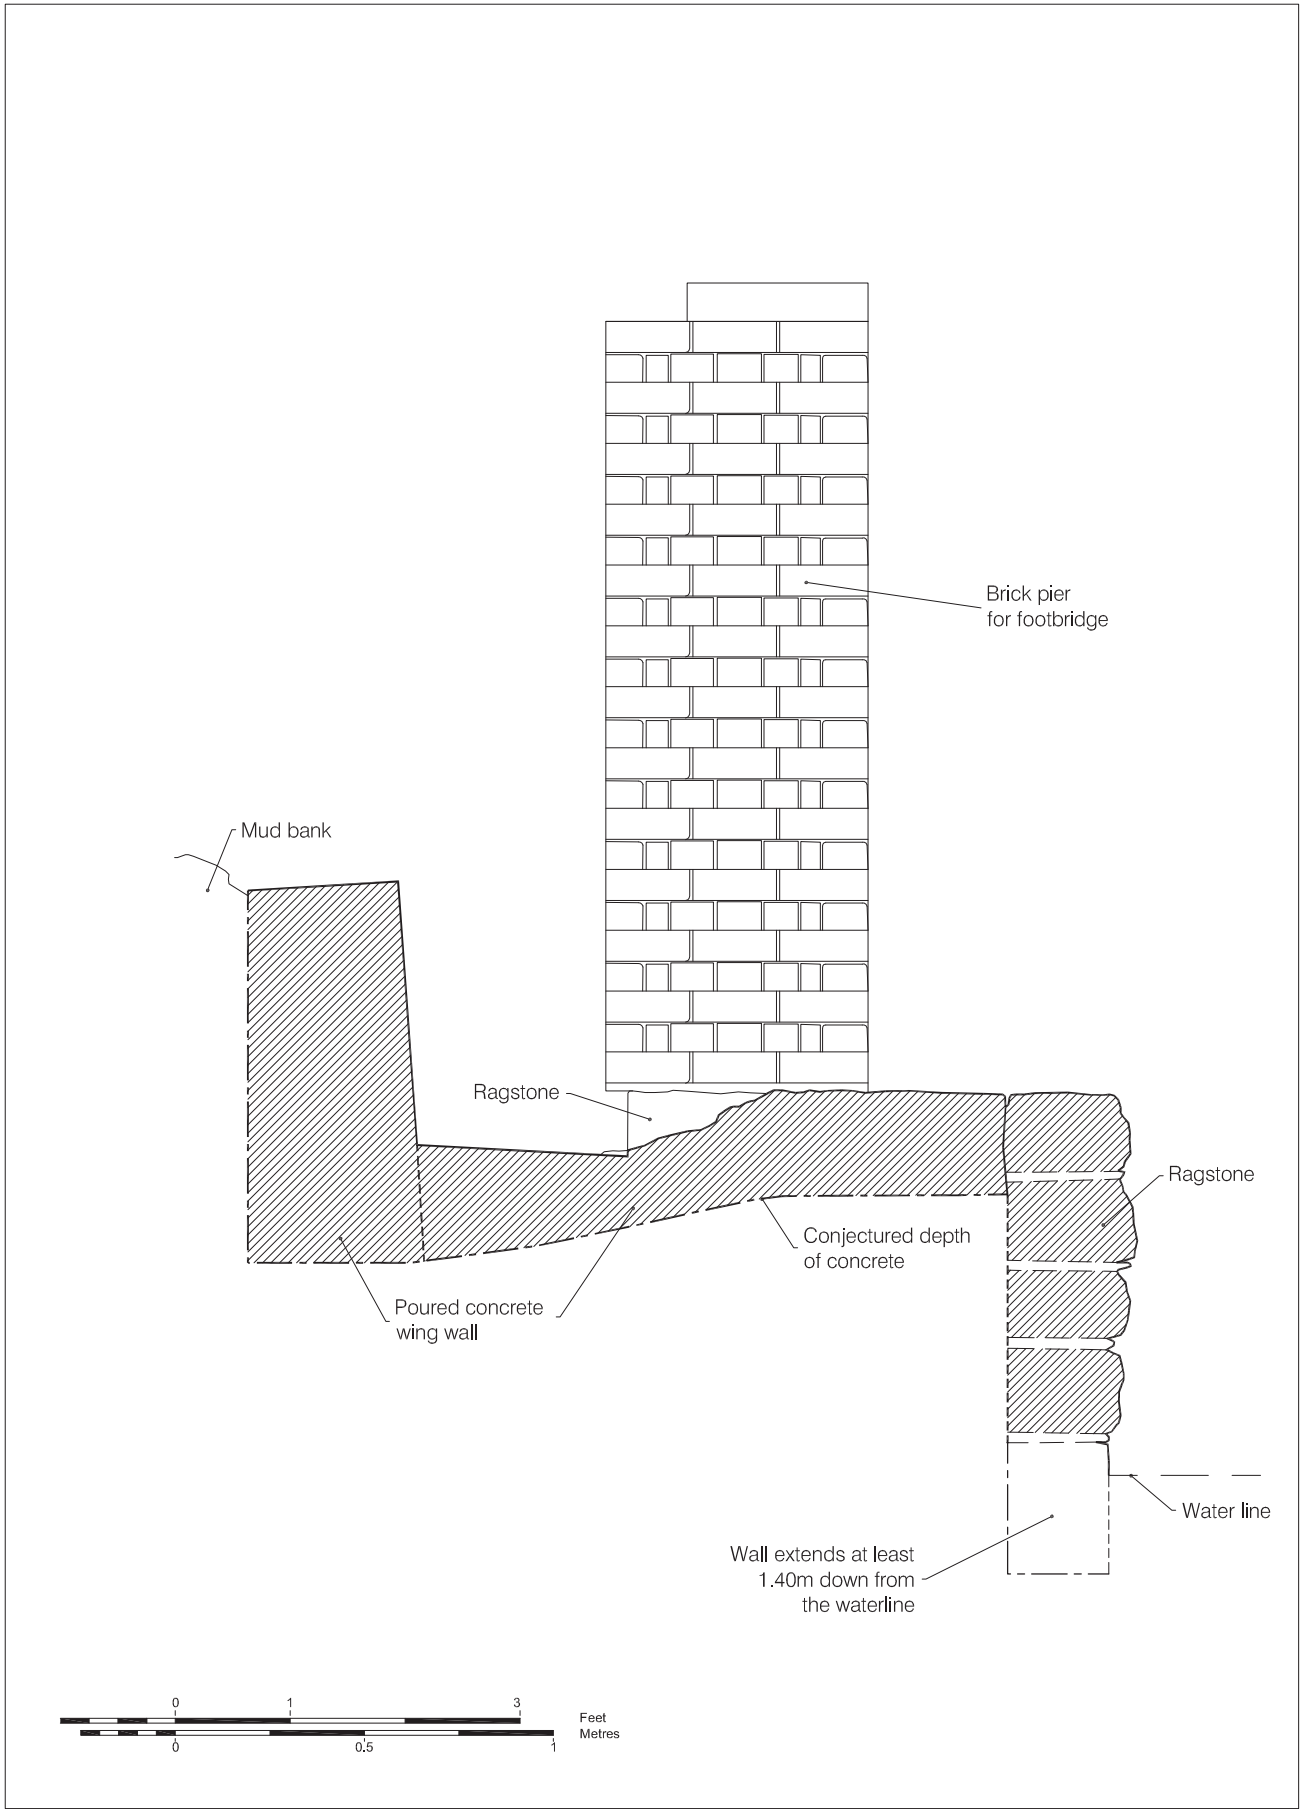 Brick pier
for footbridge
Mud bank
Ragstone
Ragstone
Conjectured depth
of concrete
Poured concrete
wing wall
Water line
Wall extends at least
1.40m down from
the waterline
0 1 3
Feet
Metres
0 0.5 1